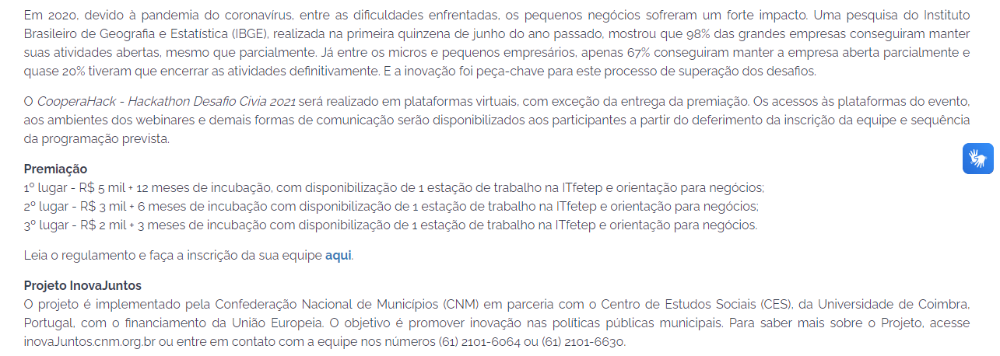 Em 2020, devido à pandemia do coronavírus, entre as dificuldades enfrentadas, os pequenos negócios sofreram um forte impacto. Uma pesquisa do Instituto
Brasileiro de Geografia e Estatística (IBGE), realizada na primeira quinzena de junho do ano passado, mostrou que 98% das grandes empresas conseguiram manter
suas atividades abertas, mesmo que parcialmente. Já entre os micros e pequenos empresários, apenas 67% conseguiram manter a empresa aberta parcialmente e
quase 20% tiveram que encerrar as atividades definitivamente. E a inovação foi peça-chave para este processo de superação dos desafios.
O CooperaHack - Hackathon Desafio Civia 2021 será realizado em plataformas virtuais, com exceção da entrega da premiação. Os acessos às plataformas do evento,
aos ambientes dos webinares e demais formas de comunicação serão disponibilizados aos participantes a partir do deferimento da inscrição da equipe e sequência
da programação prevista.
Premiação
1º lugar - R$ 5 mil + 12 meses de incubação, com disponibilização de 1 estação de trabalho na ITfetep e orientação para negócios;
2º lugar - R$ 3 mil + 6 meses de incubação com disponibilização de 1 estação de trabalho na ITfetep e orientação para negócios;
3º lugar - R$ 2 mil + 3 meses de incubação com disponibilização de 1 estação de trabalho na ITfetep e orientação para negócios.
Leia o regulamento e faça a inscrição da sua equipe aqui.
Projeto InovaJuntos
O projeto é implementado pela Confederação Nacional de Municípios (CNM) em parceria com o Centro de Estudos Sociais (CES), da Universidade de Coimbra,
Portugal, com o financiamento da União Europeia. O objetivo é promover inovação nas políticas públicas municipais. Para saber mais sobre o Projeto, acesse
inovaJuntos.cnm.org.br ou entre em contato com a equipe nos números (61) 2101-6064 ou (61) 2101-6630.